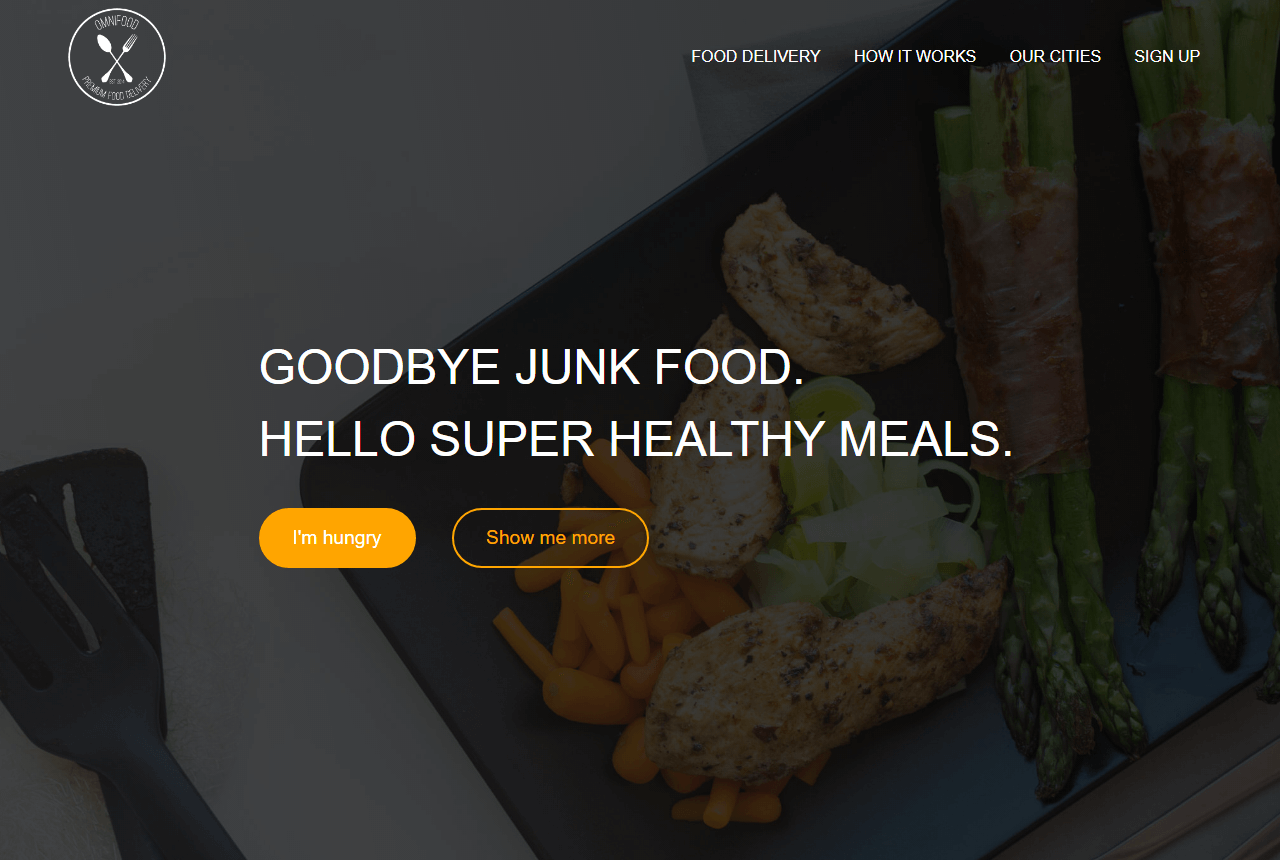 OMNIFOOD
EST 2011
PREMIUM FOOD DELIVERY
FOOD DELIVERY HOW IT WORKS OUR CITIES SIGN UP
GOODBYE JUNK FOOD.
HELLO SUPER HEALTHY MEALS.
I'm hungry Show me more